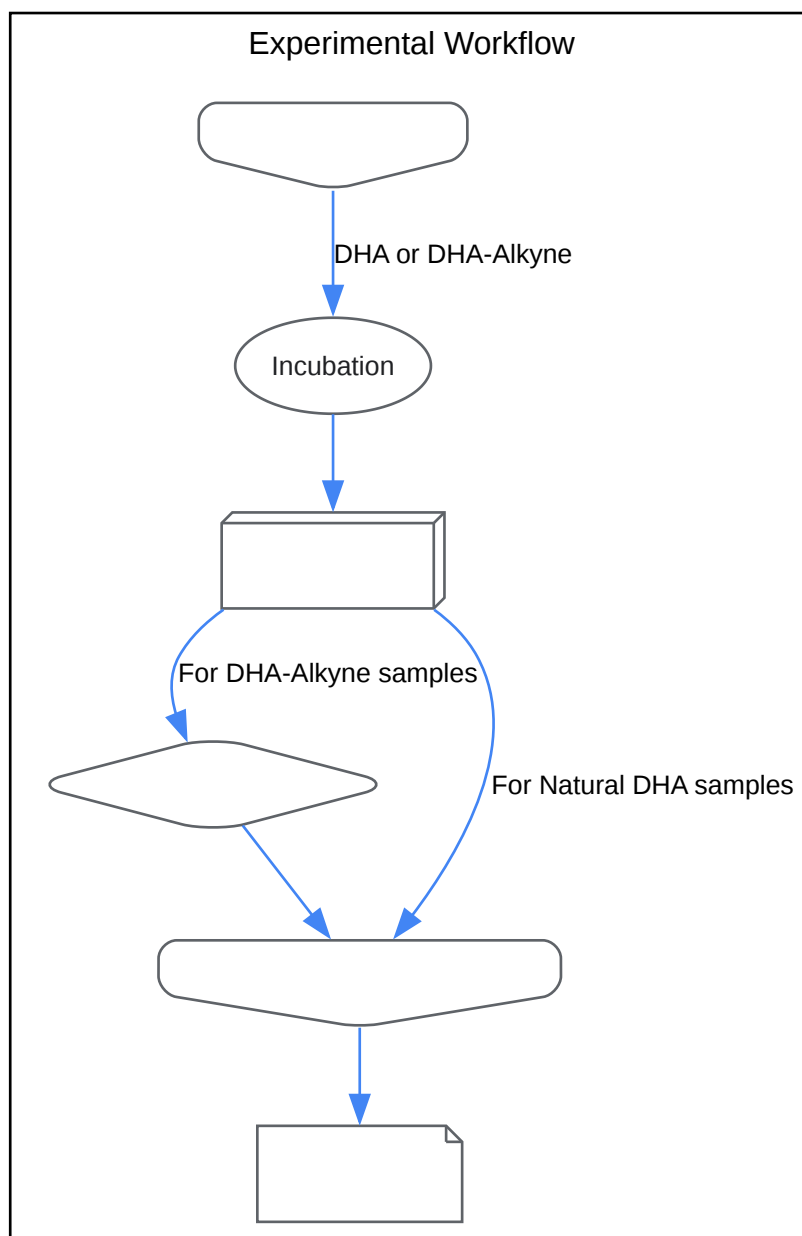 Experimental Workflow
DHA or DHA-Alkyne
Incubation
For DHA-Alkyne samples
For Natural DHA samples